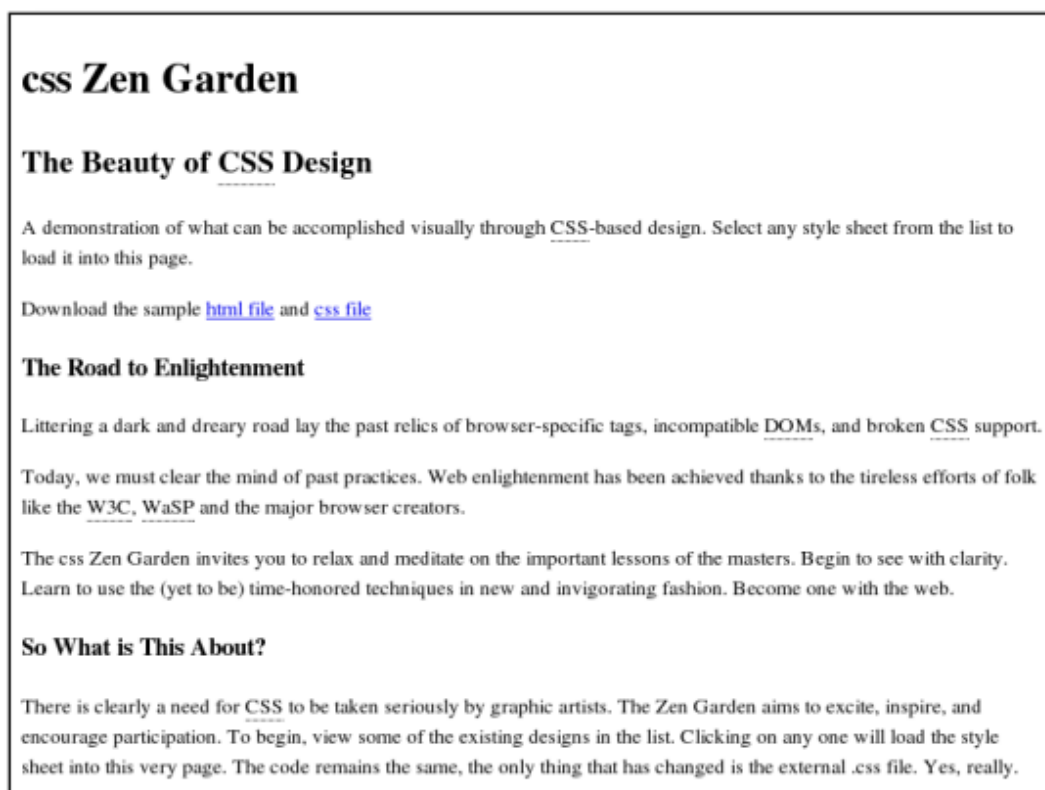 css Zen Garden
The Beauty of CSS Design
A demonstration of what can be accomplished visually through CSS-based design. Select any style sheet from the list to
load it into this page.
Download the sample html file and css file
The Road to Enlightenment
Littering a dark and dreary road lay the past relics of browser-specific tags, incompatible DOMs, and broken CSS support.
Today, we must clear the mind of past practices. Web enlightenment has been achieved thanks to the tireless efforts of folk
like the W3C, WaSP and the major browser creators.
The css Zen Garden invites you to relax and meditate on the important lessons of the masters. Begin to see with clarity.
Learn to use the (yet to be) time-honored techniques in new and invigorating fashion. Become one with the web.
So What is This About?
There is clearly a need for CSS to be taken seriously by graphic artists. The Zen Garden aims to excite, inspire, and
encourage participation. To begin, view some of the existing designs in the list. Clicking on any one will load the style
sheet into this very page. The code remains the same, the only thing that has changed is the external .css file. Yes, really.